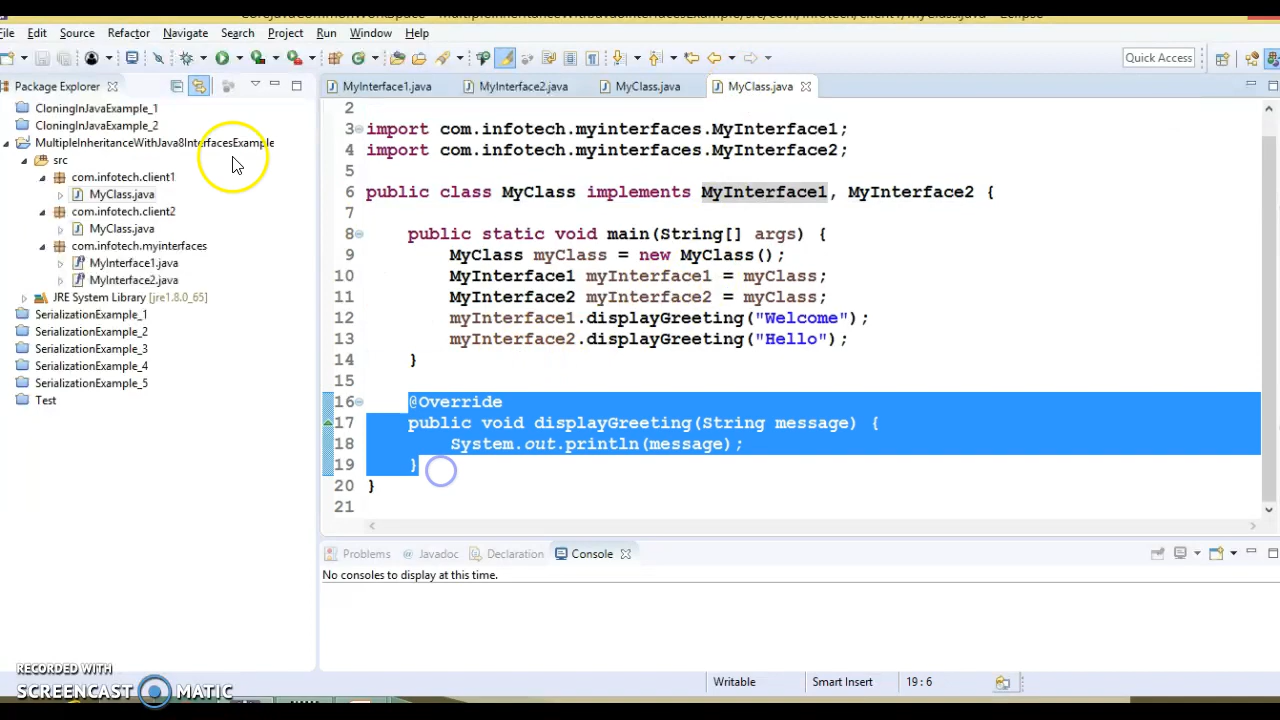 File Edit Source Refactor Navigate Search Project Run Window Help
Quick Access
Package Explorer
MyInterface1.java
MyInterface2.java
MyClass.java
MyClass.java
CloningInJavaExample_1
CloningInJavaExample_2
MultipleInheritanceWithJava8InterfacesExample
src
com.infotech.client1
MyClass.java
com.infotech.client2
MyClass.java
com.infotech.myinterfaces
MyInterface1.java
MyInterface2.java
JRE System Library [jre1.8.0_65]
SerializationExample_1
SerializationExample_2
SerializationExample_3
SerializationExample_4
SerializationExample_5
Test
2
3 import com.infotech.myinterfaces.MyInterface1;
4 import com.infotech.myinterfaces.MyInterface2;
5
6 public class MyClass implements MyInterface1, MyInterface2 {
7
8 public static void main(String[] args) {
9 MyClass myClass = new MyClass();
10 MyInterface1 myInterface1 = myClass;
11 MyInterface2 myInterface2 = myClass;
12 myInterface1.displayGreeting("Welcome");
13 myInterface2.displayGreeting("Hello");
14 }
15
16 @Override
17 public void displayGreeting(String message) {
18 System.out.println(message);
19 }
20 }
21
Problems @ Javadoc Declaration Console
No consoles to display at this time.
Writable
Smart Insert
19 : 6
RECORDED WITH
SCREENCAST MATIC